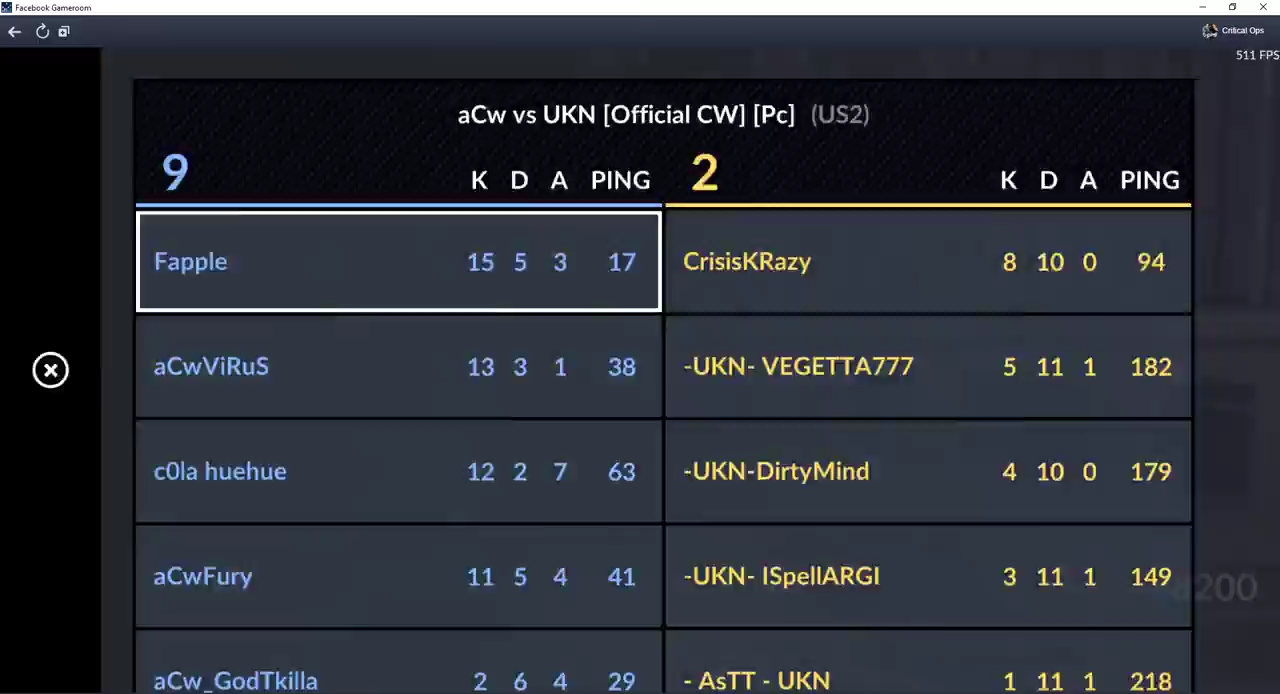 Facebook Gameroom
Critical Ops
511 FPS
aCw vs UKN [Official CW] [Pc] (US2)
9 K D A PING 2 K D A PING
Fapple 15 5 3 17 CrisisKRazy 8 10 0 94
aCwViRuS 13 3 1 38 -UKN- VEGETTA777 5 11 1 182
c0la huehue 12 2 7 63 -UKN-DirtyMind 4 10 0 179
aCwFury 11 5 4 41 -UKN- ISpellARGI 3 11 1 149
aCw_GodTkilla 2 6 4 29 - AsTT - UKN 1 11 1 218